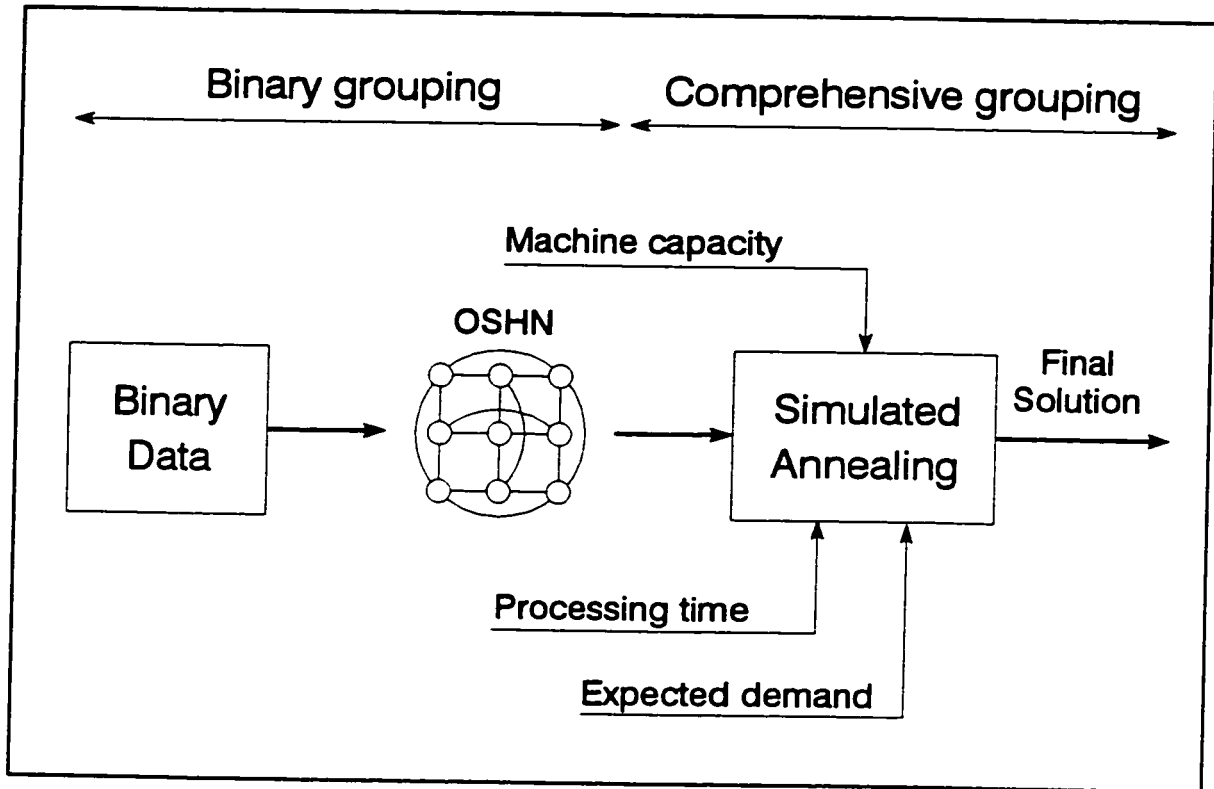 Binary grouping
Comprehensive grouping
Machine capacity
OSHN
Binary
Data
Simulated
Annealing
Final
Solution
Processing time
Expected demand